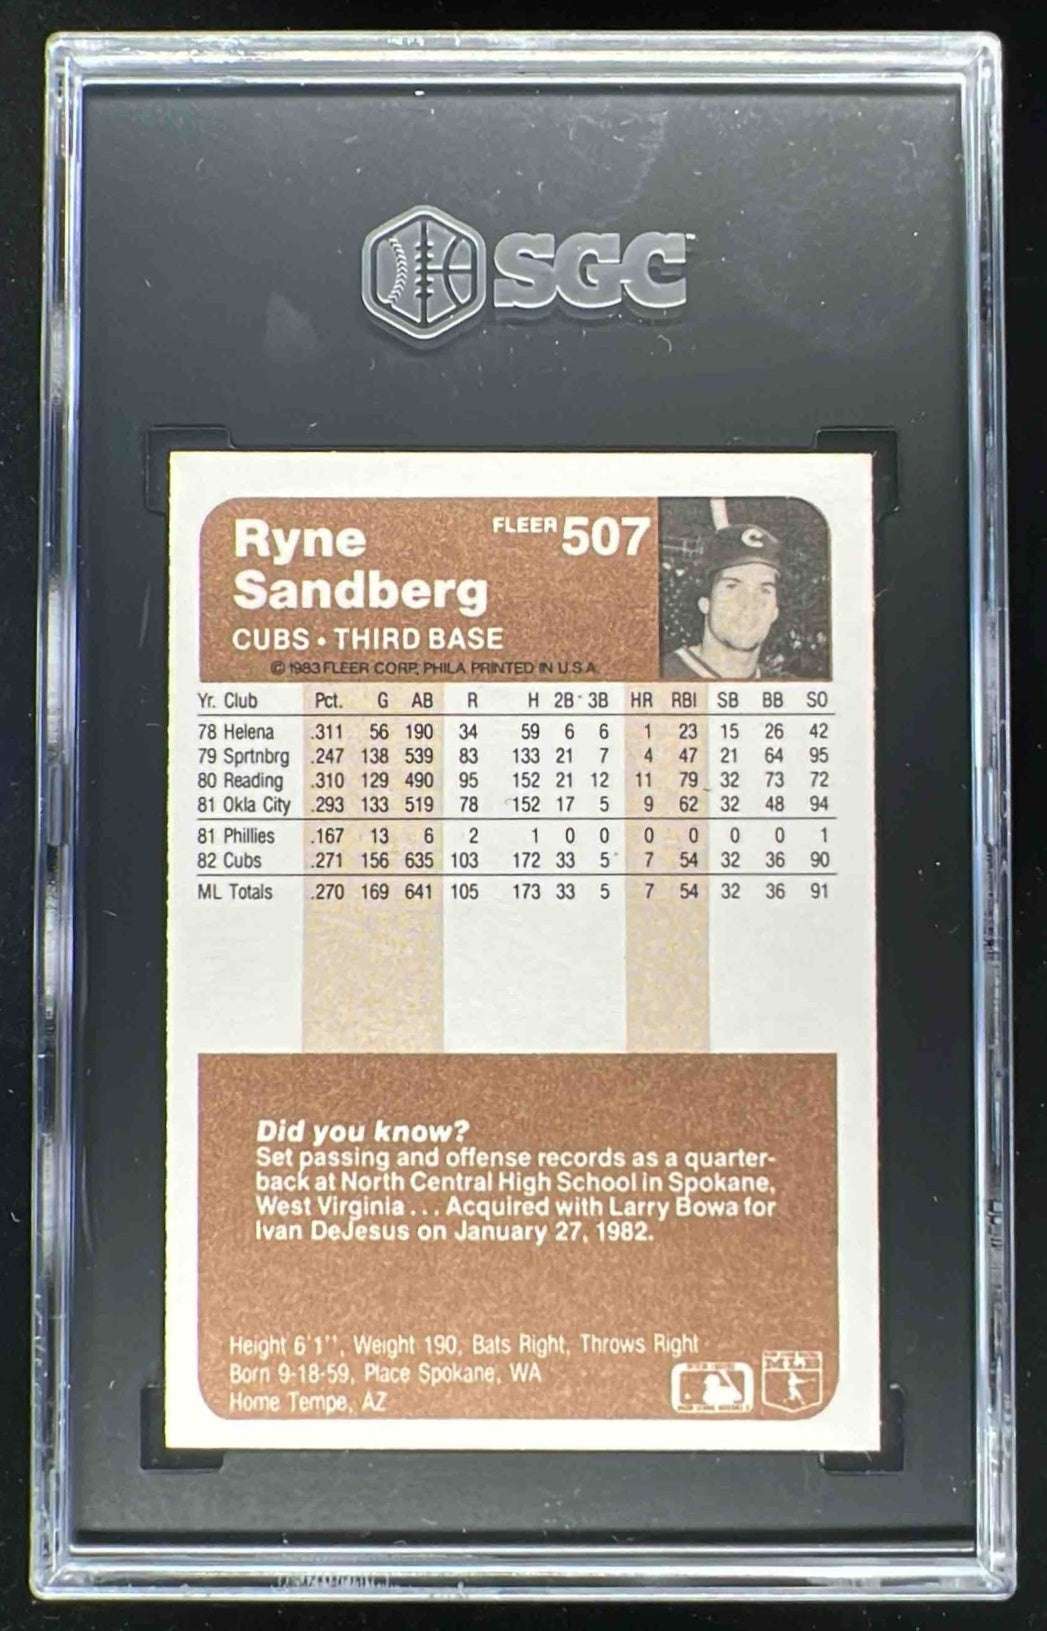 SGC
Ryne FLEER 507
Sandberg
CUBS • THIRD BASE
© 1983 FLEER CORP., PHILA. PRINTED IN U.S.A.
Yr. Club Pct. G AB R H 2B 3B HR RBI SB BB SO
78 Helena .311 56 190 34 59 6 6 1 23 15 26 42
79 Sprtnbrg .247 138 539 83 133 21 7 4 47 21 64 95
80 Reading .310 129 490 95 152 21 12 11 79 32 73 72
81 Okla City .293 133 519 78 152 17 5 9 62 32 48 94
81 Phillies .167 13 6 2 1 0 0 0 0 0 0 1
82 Cubs .271 156 635 103 172 33 5 7 54 32 36 90
ML Totals .270 169 641 105 173 33 5 7 54 32 36 91
Did you know?
Set passing and offense records as a quarter-
back at North Central High School in Spokane,
West Virginia . . . Acquired with Larry Bowa for
Ivan DeJesus on January 27, 1982.
Height 6'1", Weight 190, Bats Right, Throws Right
Born 9-18-59, Place Spokane, WA
Home Tempe, AZ